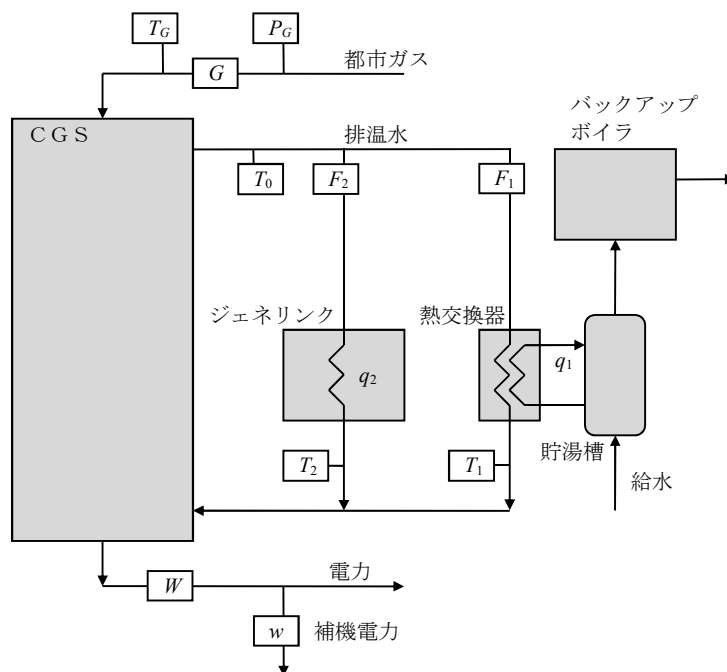 T_G
P_G
G
都市ガス
ＣＧＳ
排温水
バックアップ
ボイラ
T_0
F_2
F_1
ジェネリンク
熱交換器
q_2
q_1
T_2
T_1
貯湯槽
給水
W
電力
w
補機電力